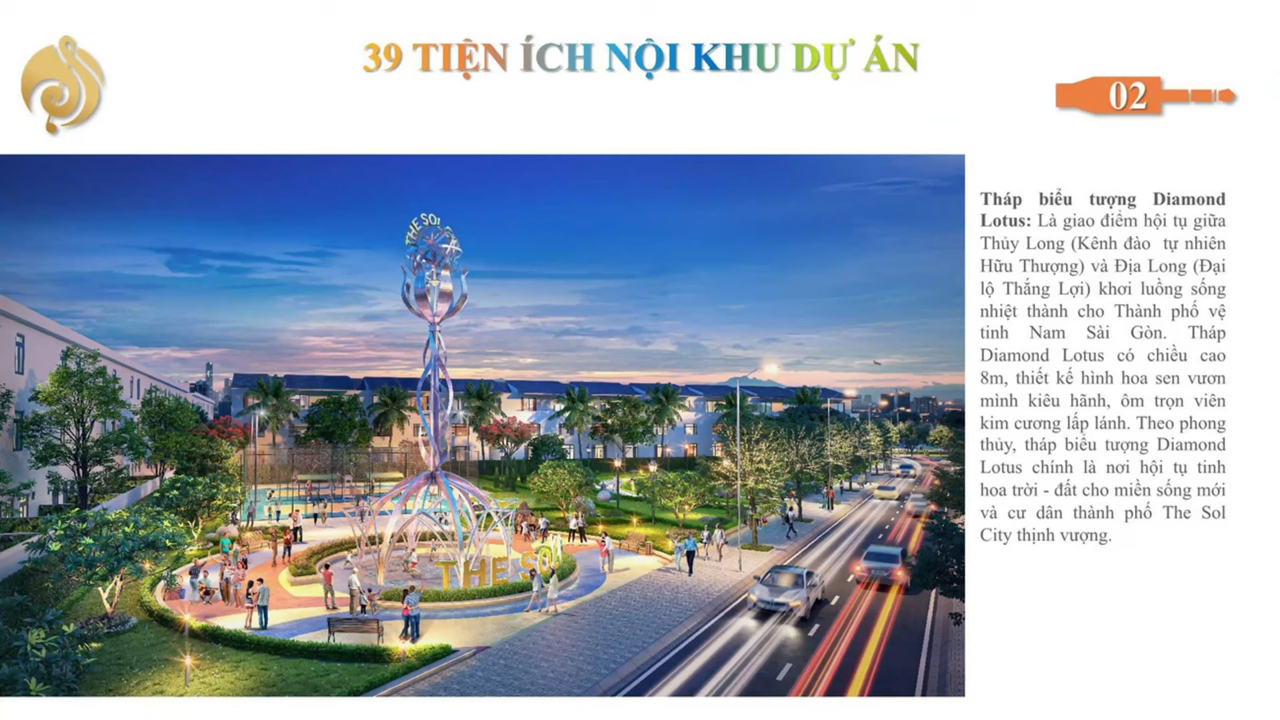 39 TIỆN ÍCH NỘI KHU DỰ ÁN
02
THE SOL
THE SOL
Tháp biểu tượng Diamond
Lotus: Là giao điểm hội tụ giữa
Thủy Long (Kênh đào tự nhiên
Hữu Thượng) và Địa Long (Đại
lộ Thắng Lợi) khơi luồng sống
nhiệt thành cho Thành phố vệ
tinh Nam Sài Gòn. Tháp
Diamond Lotus có chiều cao
8m, thiết kế hình hoa sen vươn
mình kiêu hãnh, ôm trọn viên
kim cương lấp lánh. Theo phong
thủy, tháp biểu tượng Diamond
Lotus chính là nơi hội tụ tinh
hoa trời - đất cho miền sống mới
và cư dân thành phố The Sol
City thịnh vượng.